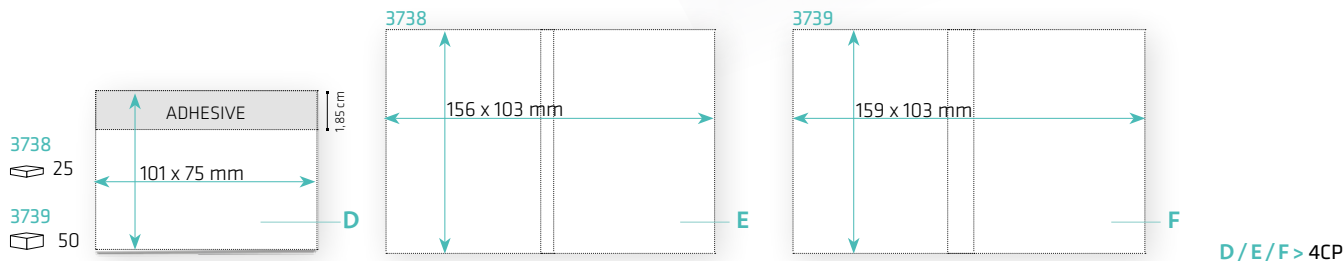 3738
25
3739
50
ADHESIVE
1,85 cm
101 x 75 mm
D
3738
156 x 103 mm
E
3739
159 x 103 mm
F
D / E / F > 4CP